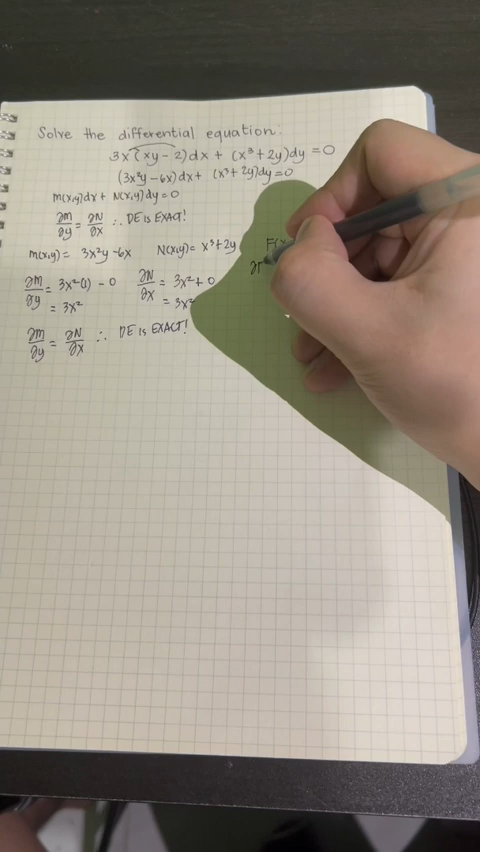 Solve the differential equation:
3x(xy-2)dx + (x³+2y)dy = 0
(3x²y-6x)dx + (x³+2y)dy = 0
M(x,y)dx + N(x,y)dy = 0
∂M/∂y = ∂N/∂x ∴ DE IS EXACT!
M(x,y) = 3x²y-6x N(x,y) = x³+2y
∂M/∂y = 3x²(1) - 0 ∂N/∂x = 3x² + 0
= 3x² = 3x²
∂M/∂y = ∂N/∂x ∴ DE IS EXACT!